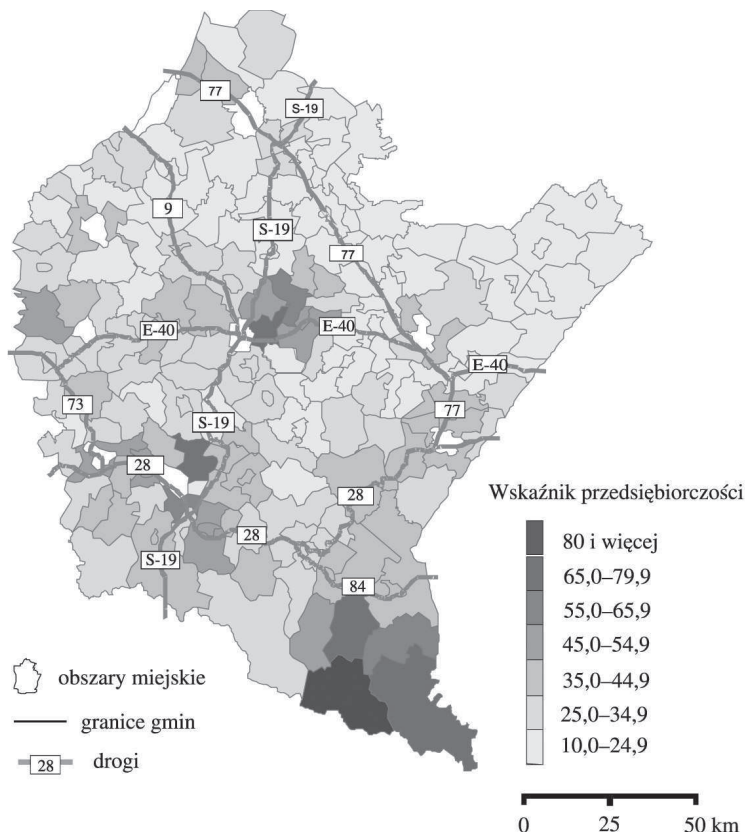 77
S-19
9
S-19
77
E-40
E-40
E-40
73
S-19
77
28
28
28
S-19
84
Wskaźnik przedsiębiorczości
80 i więcej
65,0–79,9
55,0–65,9
45,0–54,9
35,0–44,9
25,0–34,9
10,0–24,9
obszary miejskie
granice gmin
28 drogi
0 25 50 km